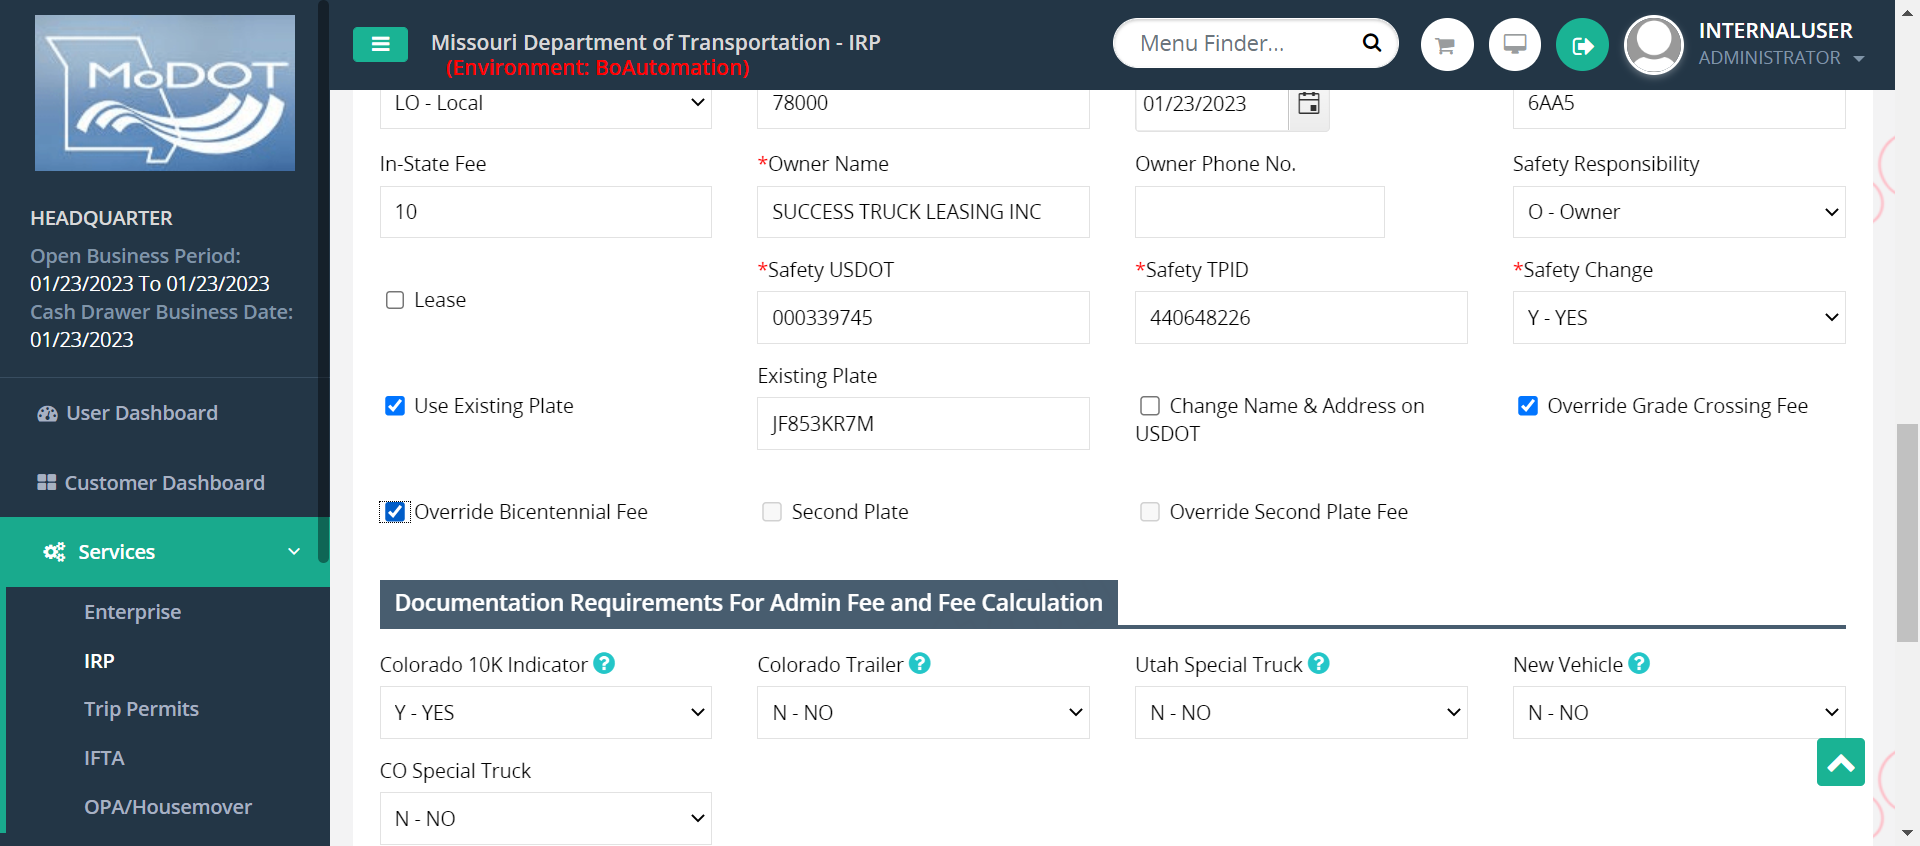 MoDOT
HEADQUARTER
Open Business Period:
01/23/2023 To 01/23/2023
Cash Drawer Business Date:
01/23/2023
User Dashboard
Customer Dashboard
Services
Enterprise
IRP
Trip Permits
IFTA
OPA/Housemover
Missouri Department of Transportation - IRP
(Environment: BoAutomation)
Menu Finder...
INTERNALUSER
ADMINISTRATOR
LO - Local
78000
01/23/2023
6AA5
In-State Fee
*Owner Name
Owner Phone No.
Safety Responsibility
10
SUCCESS TRUCK LEASING INC
O - Owner
Lease
*Safety USDOT
*Safety TPID
*Safety Change
000339745
440648226
Y - YES
Use Existing Plate
Existing Plate
JF853KR7M
Change Name & Address on
USDOT
Override Grade Crossing Fee
Override Bicentennial Fee
Second Plate
Override Second Plate Fee
Documentation Requirements For Admin Fee and Fee Calculation
Colorado 10K Indicator ?
Colorado Trailer ?
Utah Special Truck ?
New Vehicle ?
Y - YES
N - NO
N - NO
N - NO
CO Special Truck
N - NO